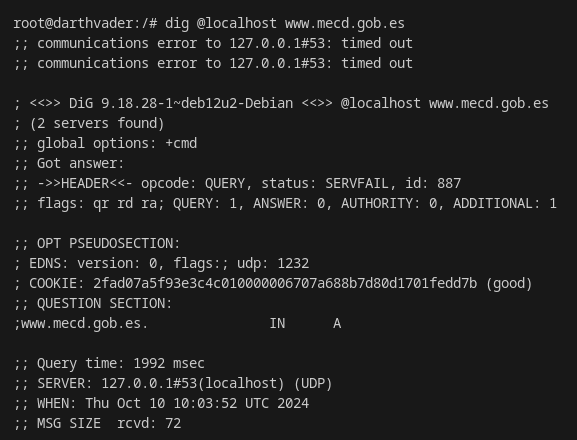 root@darthvader:/# dig @localhost www.mecd.gob.es
;; communications error to 127.0.0.1#53: timed out
;; communications error to 127.0.0.1#53: timed out

; <<>> DiG 9.18.28-1~deb12u2-Debian <<>> @localhost www.mecd.gob.es
; (2 servers found)
;; global options: +cmd
;; Got answer:
;; ->>HEADER<<- opcode: QUERY, status: SERVFAIL, id: 887
;; flags: qr rd ra; QUERY: 1, ANSWER: 0, AUTHORITY: 0, ADDITIONAL: 1

;; OPT PSEUDOSECTION:
; EDNS: version: 0, flags:; udp: 1232
; COOKIE: 2fad07a5f93e3c4c010000006707a688b7d80d1701fedd7b (good)
;; QUESTION SECTION:
;www.mecd.gob.es.               IN      A

;; Query time: 1992 msec
;; SERVER: 127.0.0.1#53(localhost) (UDP)
;; WHEN: Thu Oct 10 10:03:52 UTC 2024
;; MSG SIZE  rcvd: 72